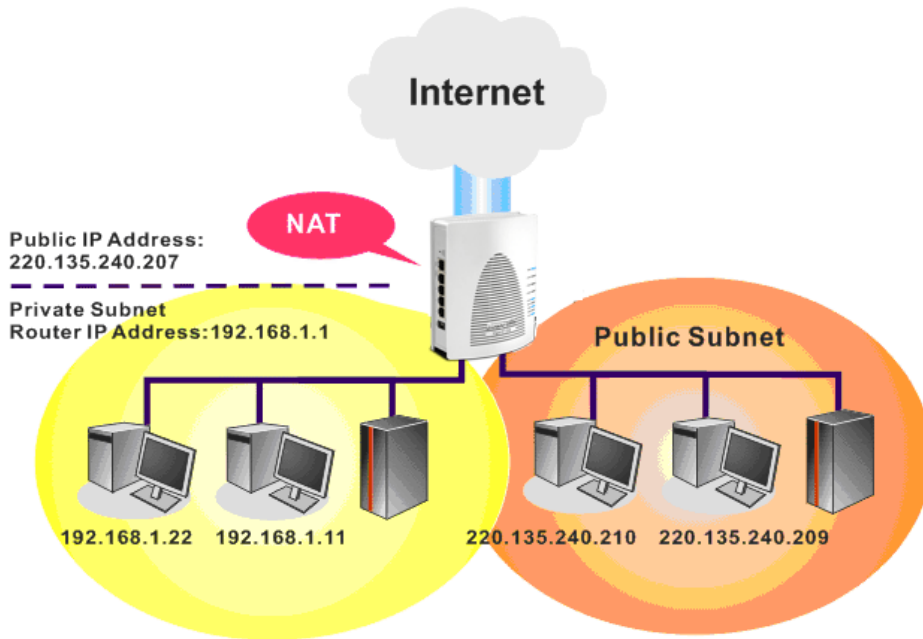 Internet
NAT
Public IP Address:
220.135.240.207
Private Subnet
Router IP Address:192.168.1.1
Public Subnet
192.168.1.22
192.168.1.11
220.135.240.210
220.135.240.209